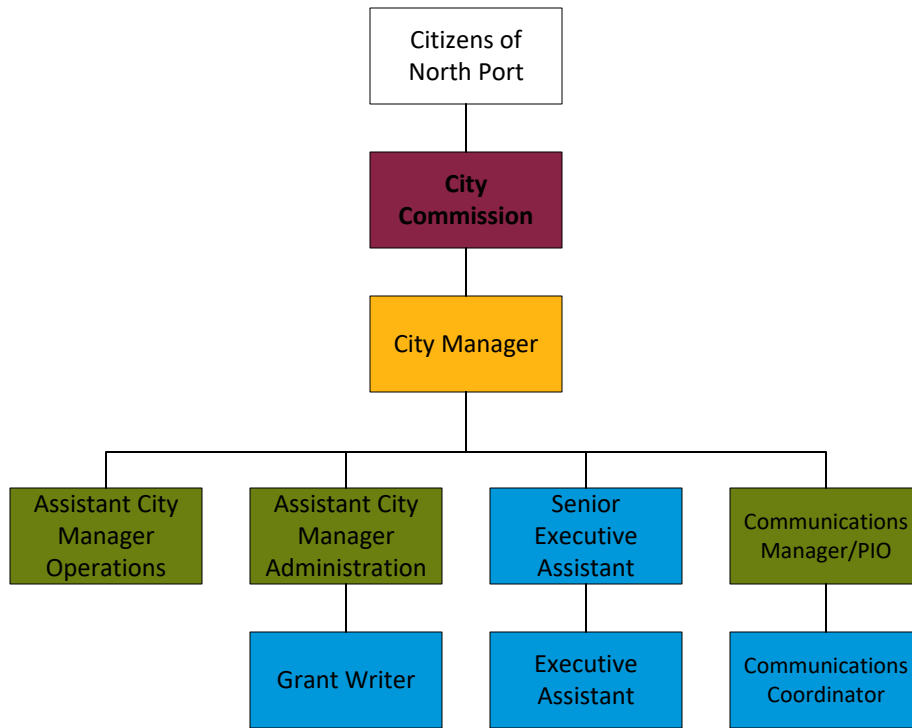 Citizens of
North Port
City
Commission
City Manager
Assistant City
Manager
Operations
Assistant City
Manager
Administration
Senior
Executive
Assistant
Communications
Manager/PIO
Grant Writer
Executive
Assistant
Communications
Coordinator